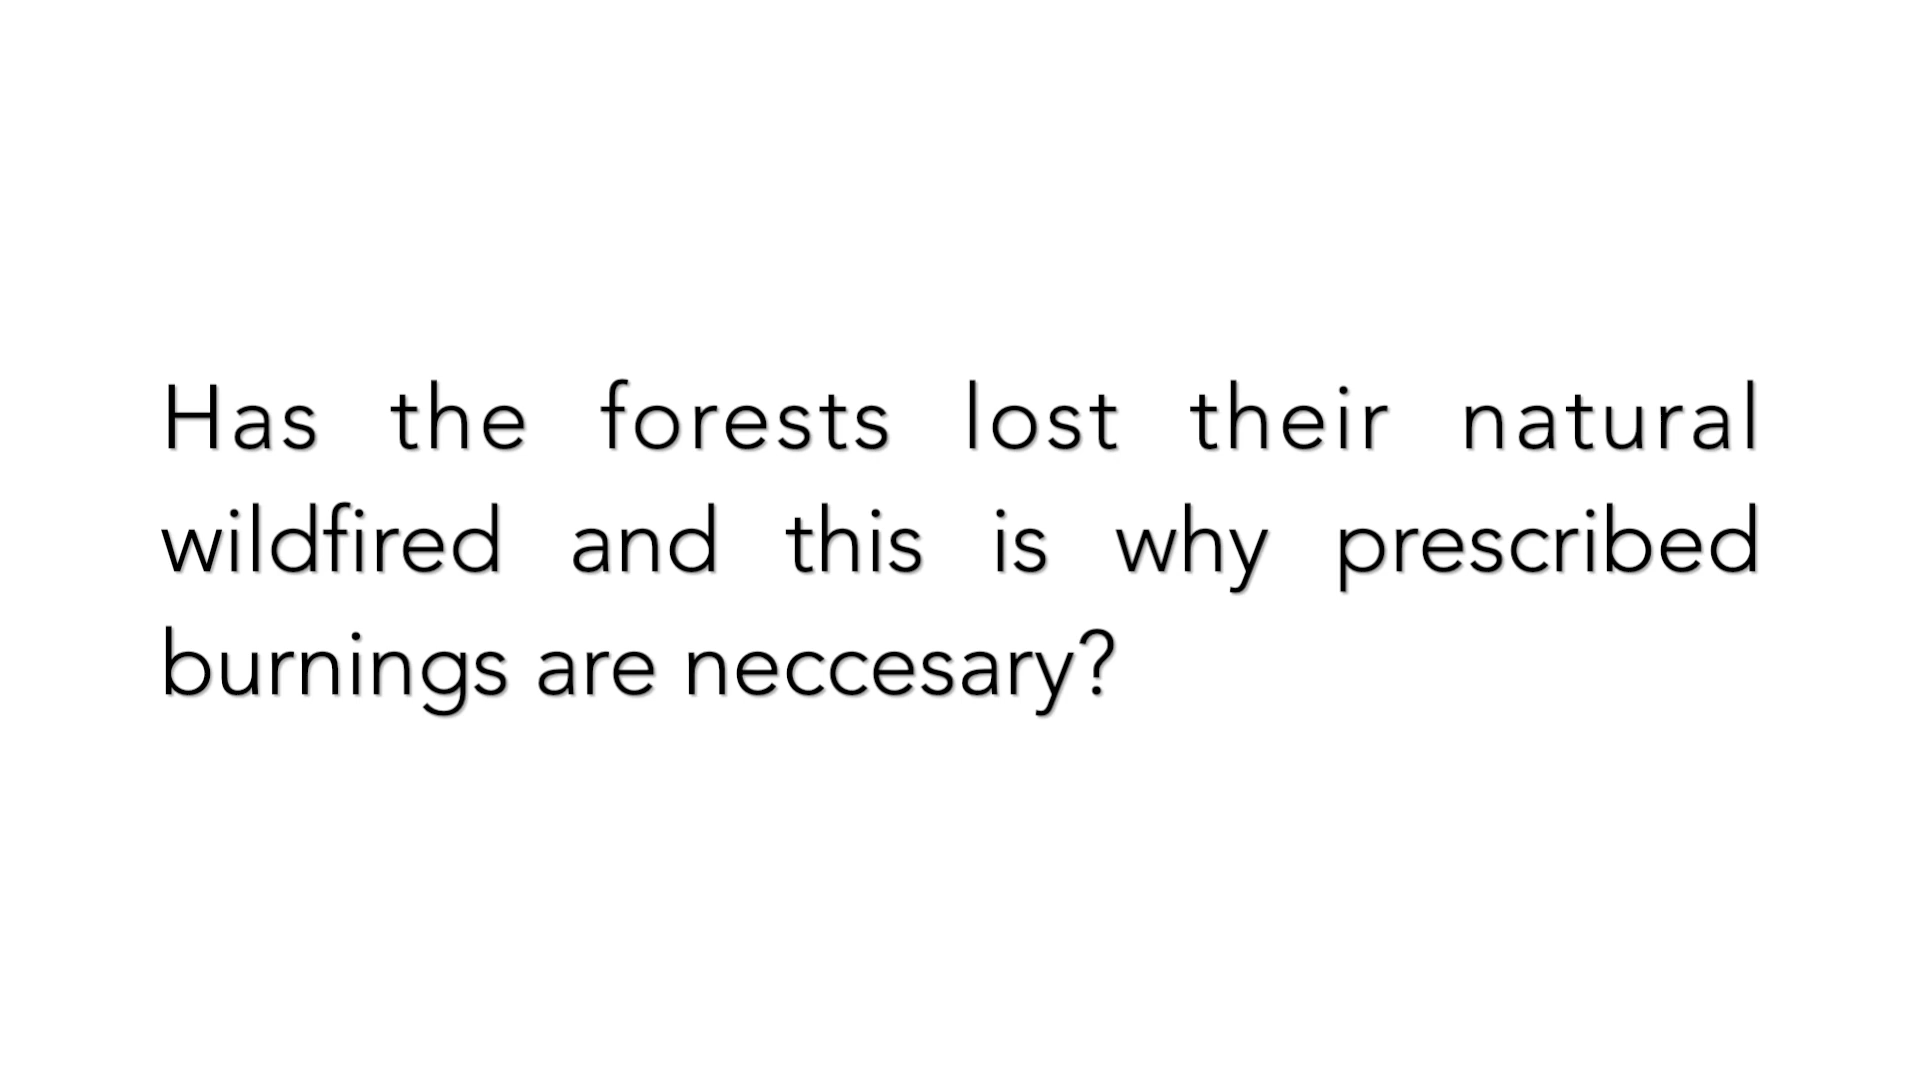 Has the forests lost their natural
wildfired and this is why prescribed
burnings are neccesary?